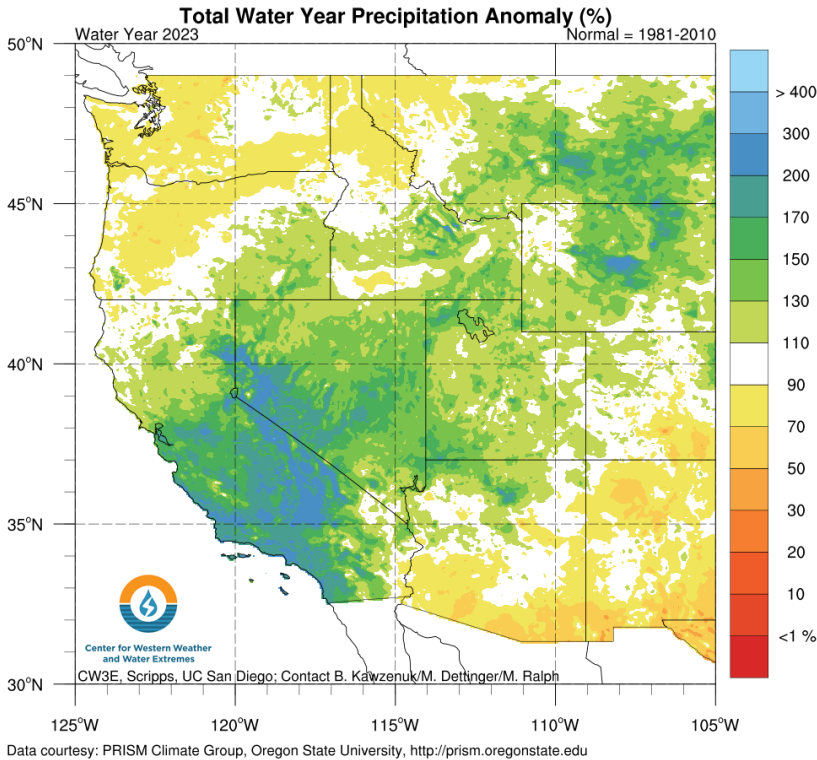 Total Water Year Precipitation Anomaly (%)
Water Year 2023 Normal = 1981-2010
50°N
45°N
40°N
35°N
30°N
125°W 120°W 115°W 110°W 105°W
> 400
300
200
170
150
130
110
90
70
50
30
20
10
<1 %
Center for Western Weather
and Water Extremes
CW3E, Scripps, UC San Diego; Contact B. Kawzenuk/M. Dettinger/M. Ralph
Data courtesy: PRISM Climate Group, Oregon State University, http://prism.oregonstate.edu